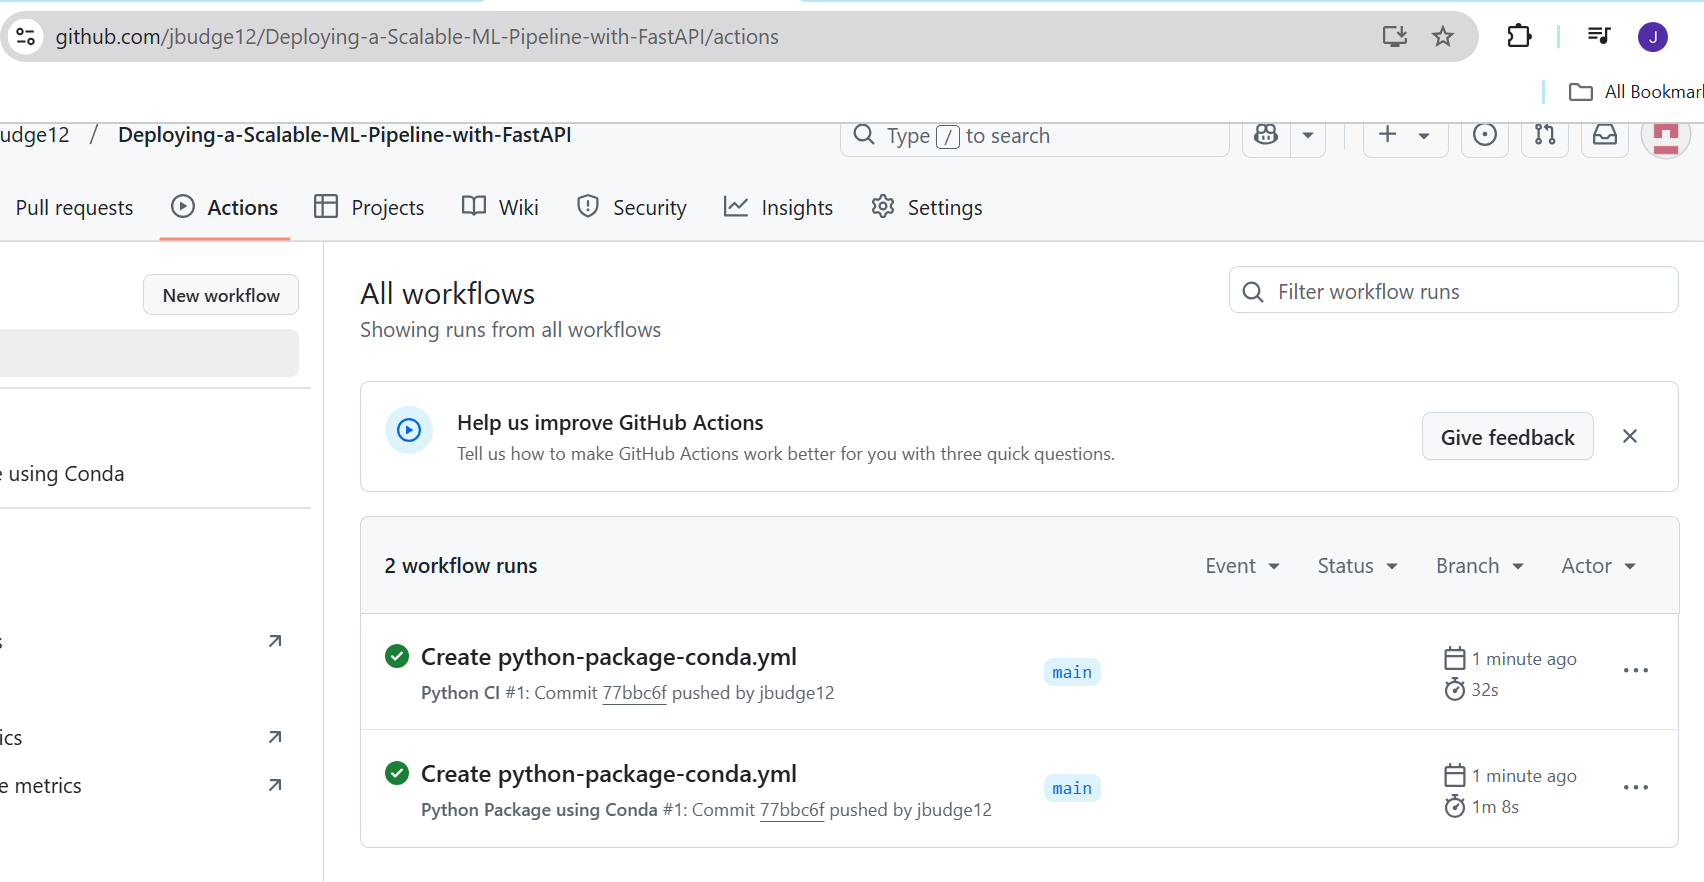 github.com/jbudge12/Deploying-a-Scalable-ML-Pipeline-with-FastAPI/actions
J
All Bookmar
udge12 / Deploying-a-Scalable-ML-Pipeline-with-FastAPI
Type / to search
Pull requests
Actions
Projects
Wiki
Security
Insights
Settings
New workflow
e using Conda
s
ics
e metrics
All workflows
Showing runs from all workflows
Filter workflow runs
Help us improve GitHub Actions
Tell us how to make GitHub Actions work better for you with three quick questions.
Give feedback
2 workflow runs
Event
Status
Branch
Actor
Create python-package-conda.yml
Python CI #1: Commit 77bbc6f pushed by jbudge12
main
1 minute ago
32s
Create python-package-conda.yml
Python Package using Conda #1: Commit 77bbc6f pushed by jbudge12
main
1 minute ago
1m 8s